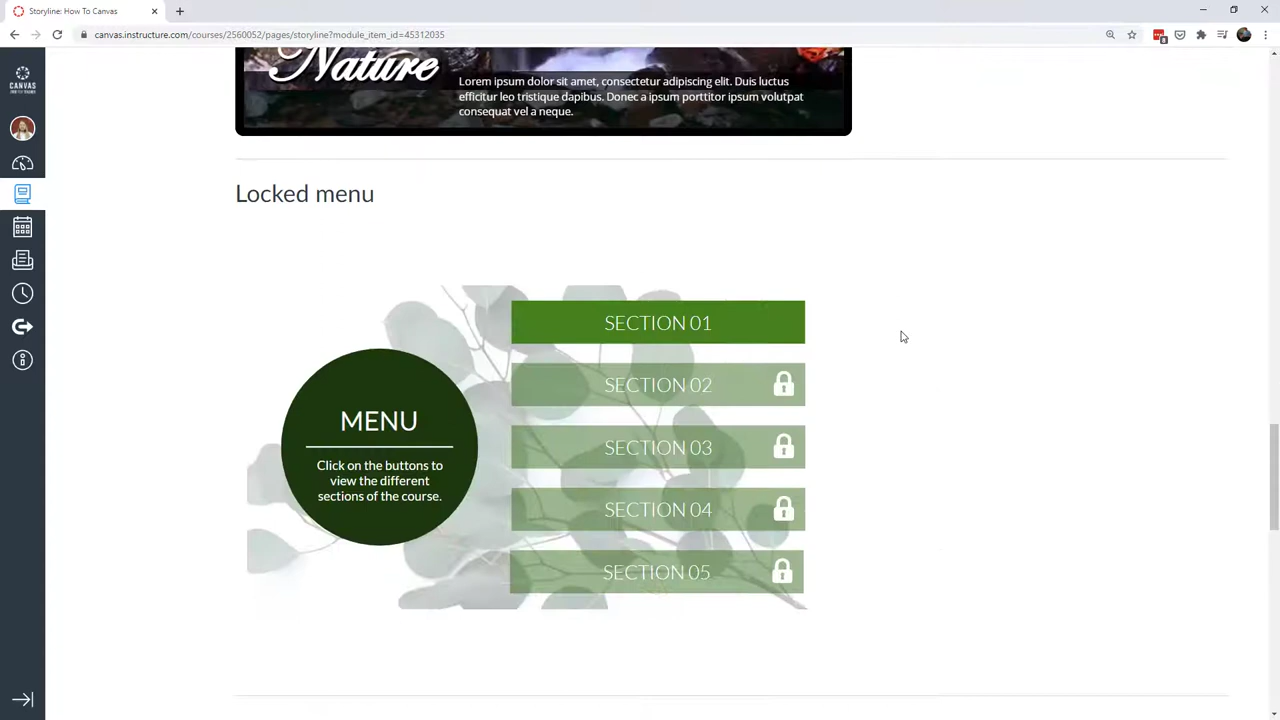 Storyline: How To Canvas
canvas.instructure.com/courses/2560052/pages/storyline?module_item_id=45312035
CANVAS
Nature
Lorem ipsum dolor sit amet, consectetur adipiscing elit. Duis luctus
efficitur leo tristique dapibus. Donec a ipsum porttitor ipsum volutpat
consequat vel a neque.
Locked menu
MENU
Click on the buttons to
view the different
sections of the course.
SECTION 01
SECTION 02
SECTION 03
SECTION 04
SECTION 05